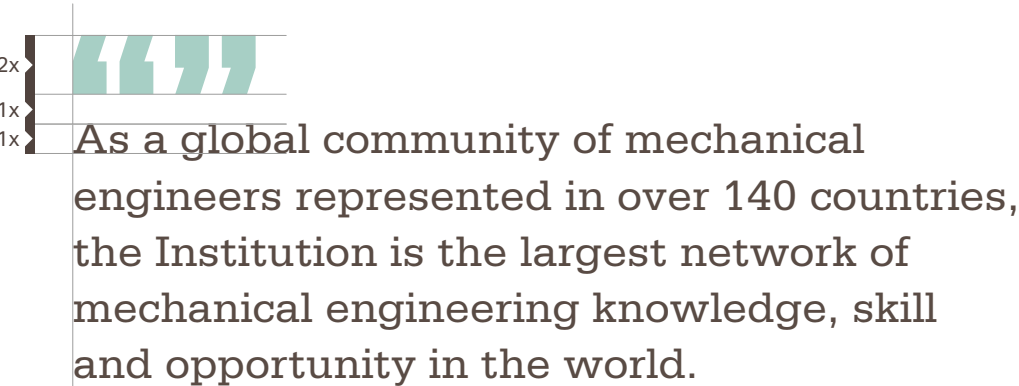 2x
““””
1x
1x
As a global community of mechanical
engineers represented in over 140 countries,
the Institution is the largest network of
mechanical engineering knowledge, skill
and opportunity in the world.